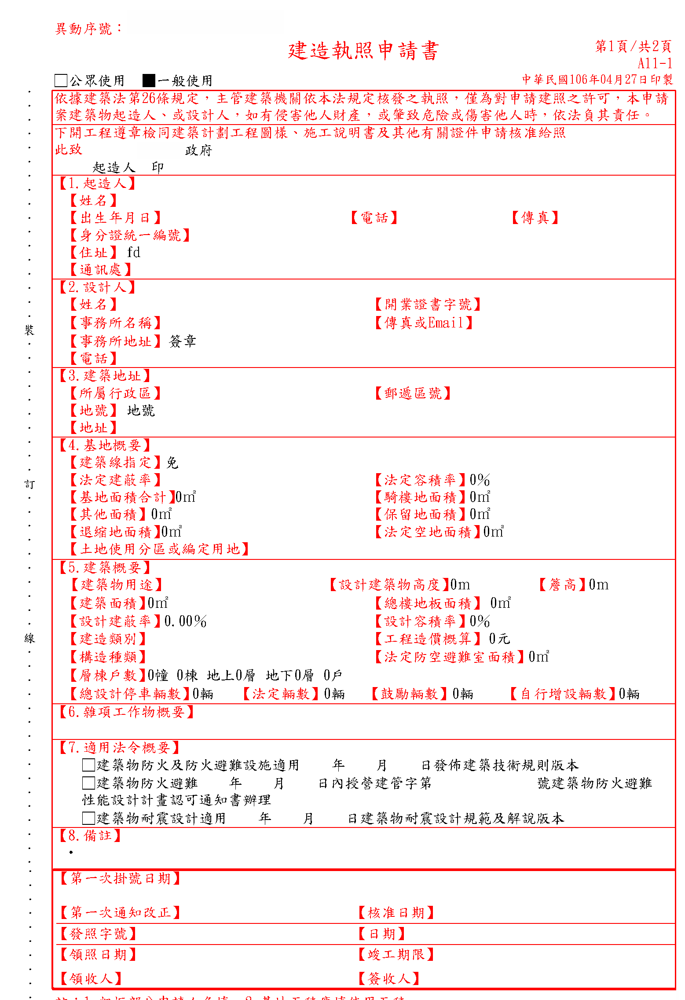 異動序號：
建造執照申請書
第1頁/共2頁
A11-1
□公眾使用 ■一般使用
中華民國106年04月27日印製
依據建築法第26條規定，主管建築機關依本法規定核發之執照，僅為對申請建照之許可，本申請
案建築物起造人、或設計人，如有侵害他人財產，或肇致危險或傷害他人時，依法負其責任。
下開工程遵章檢同建築計劃工程圖樣、施工說明書及其他有關證件申請核准給照
此致 政府
起造人 印
【1.起造人】
【姓名】
【出生年月日】 【電話】 【傳真】
【身分證統一編號】
【住址】 fd
【通訊處】
【2.設計人】
【姓名】 【開業證書字號】
【事務所名稱】 【傳真或Email】
【事務所地址】 簽章
【電話】
【3.建築地址】
【所屬行政區】 【郵遞區號】
【地號】 地號
【地址】
【4.基地概要】
【建築線指定】免
【法定建蔽率】 【法定容積率】0%
【基地面積合計】0㎡ 【騎樓地面積】0㎡
【其他面積】0㎡ 【保留地面積】0㎡
【退縮地面積】0㎡ 【法定空地面積】0㎡
【土地使用分區或編定用地】
【5.建築概要】
【建築物用途】 【設計建築物高度】0m 【簷高】0m
【建築面積】0㎡ 【總樓地板面積】 0㎡
【設計建蔽率】0.00% 【設計容積率】0%
【建造類別】 【工程造價概算】 0元
【構造種類】 【法定防空避難室面積】0㎡
【層棟戶數】0幢 0棟 地上0層 地下0層 0戶
【總設計停車輛數】0輛 【法定輛數】0輛 【鼓勵輛數】0輛 【自行增設輛數】0輛
【6.雜項工作物概要】
【7.適用法令概要】
□建築物防火及防火避難設施適用 年 月 日發佈建築技術規則版本
□建築物防火避難 年 月 日內授營建管字第 號建築物防火避難
性能設計計畫認可通知書辦理
□建築物耐震設計適用 年 月 日建築物耐震設計規範及解說版本
【8.備註】
•
【第一次掛號日期】
【第一次通知改正】 【核准日期】
【發照字號】 【日期】
【領照日期】 【竣工期限】
【領收人】 【簽收人】
裝
訂
線